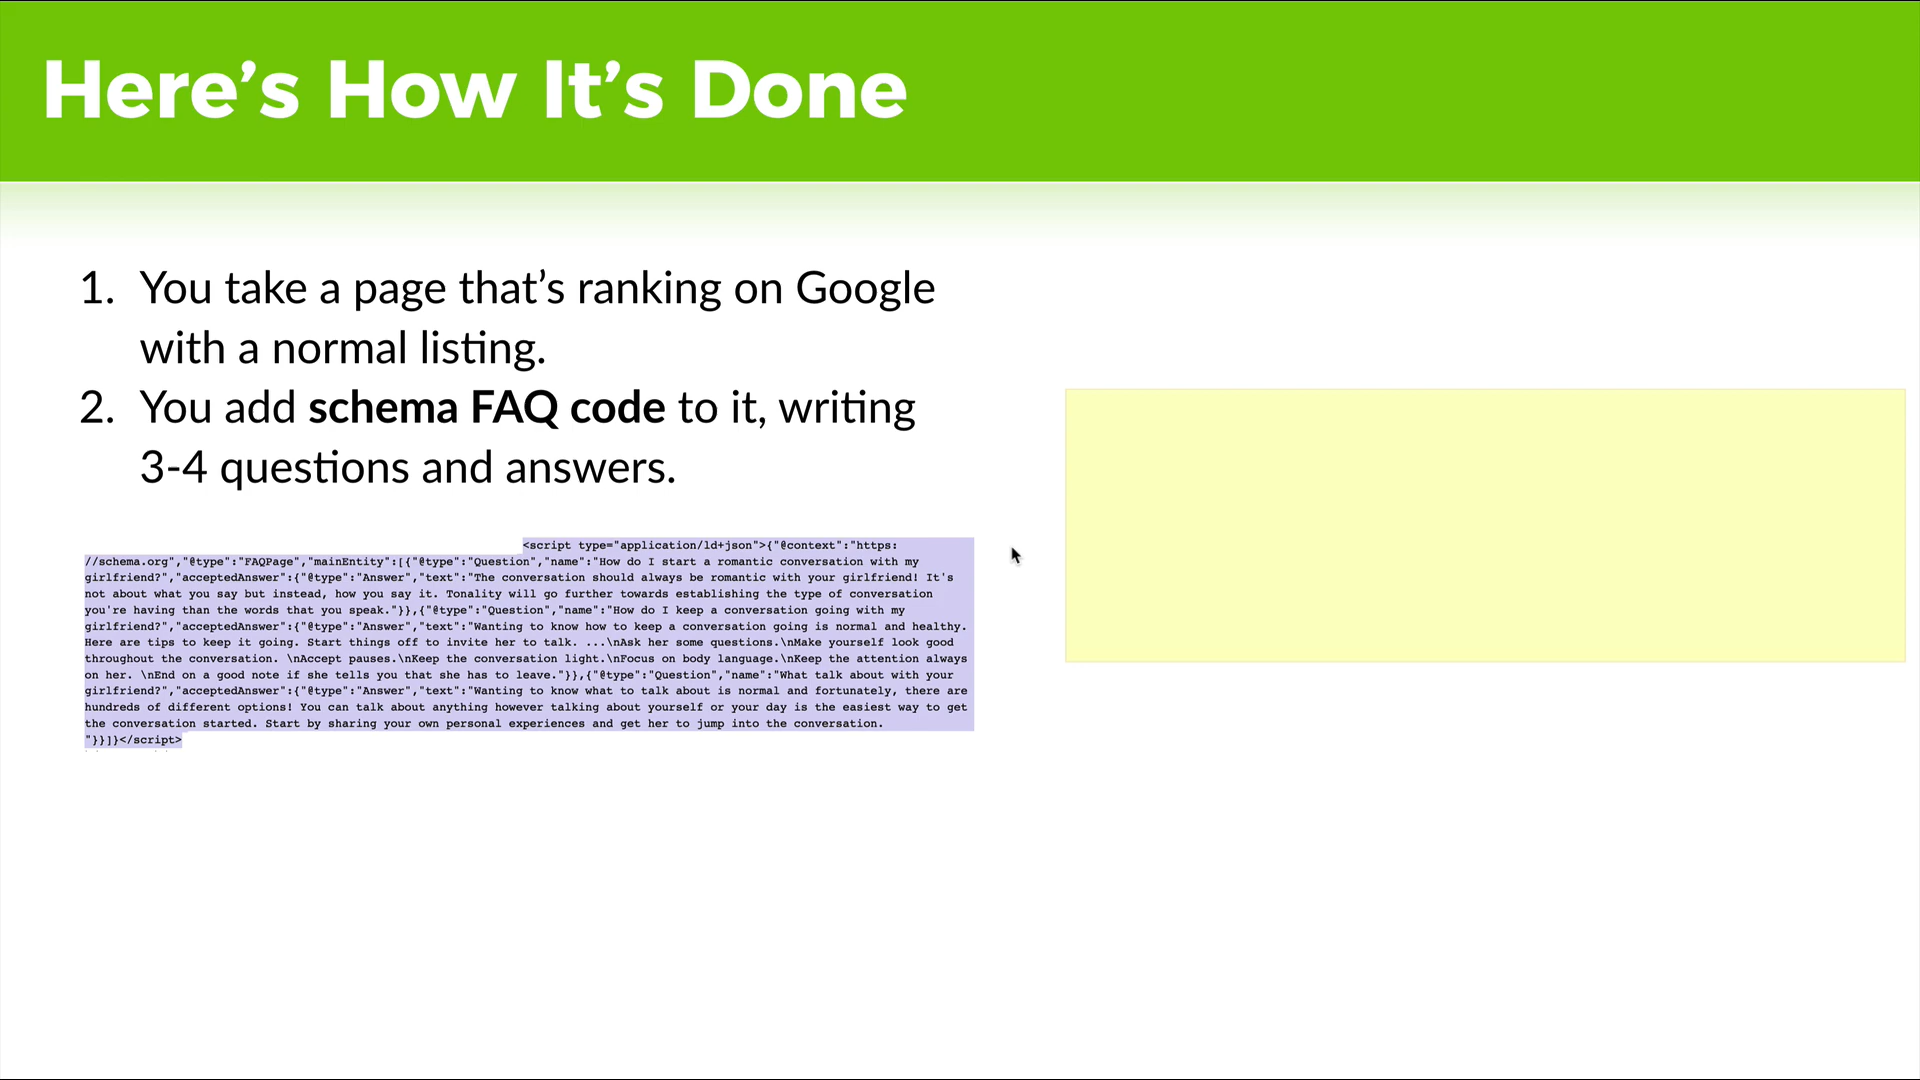 Here’s How It’s Done
1. You take a page that’s ranking on Google
with a normal listing.
2. You add schema FAQ code to it, writing
3-4 questions and answers.
<script type="application/ld+json">{"@context":"https:
//schema.org","@type":"FAQPage","mainEntity":[{"@type":"Question","name":"How do I start a romantic conversation with my
girlfriend?","acceptedAnswer":{"@type":"Answer","text":"The conversation should always be romantic with your girlfriend! It's
not about what you say but instead, how you say it. Tonality will go further towards establishing the type of conversation
you're having than the words that you speak."}},{"@type":"Question","name":"How do I keep a conversation going with my
girlfriend?","acceptedAnswer":{"@type":"Answer","text":"Wanting to know how to keep a conversation going is normal and healthy.
Here are tips to keep it going. Start things off to invite her to talk. ...\nAsk her some questions.\nMake yourself look good
throughout the conversation. \nAccept pauses.\nKeep the conversation light.\nFocus on body language.\nKeep the attention always
on her. \nEnd on a good note if she tells you that she has to leave."}},{"@type":"Question","name":"What talk about with your
girlfriend?","acceptedAnswer":{"@type":"Answer","text":"Wanting to know what to talk about is normal and fortunately, there are
hundreds of different options! You can talk about anything however talking about yourself or your day is the easiest way to get
the conversation started. Start by sharing your own personal experiences and get her to jump into the conversation.
"}}]}</script>